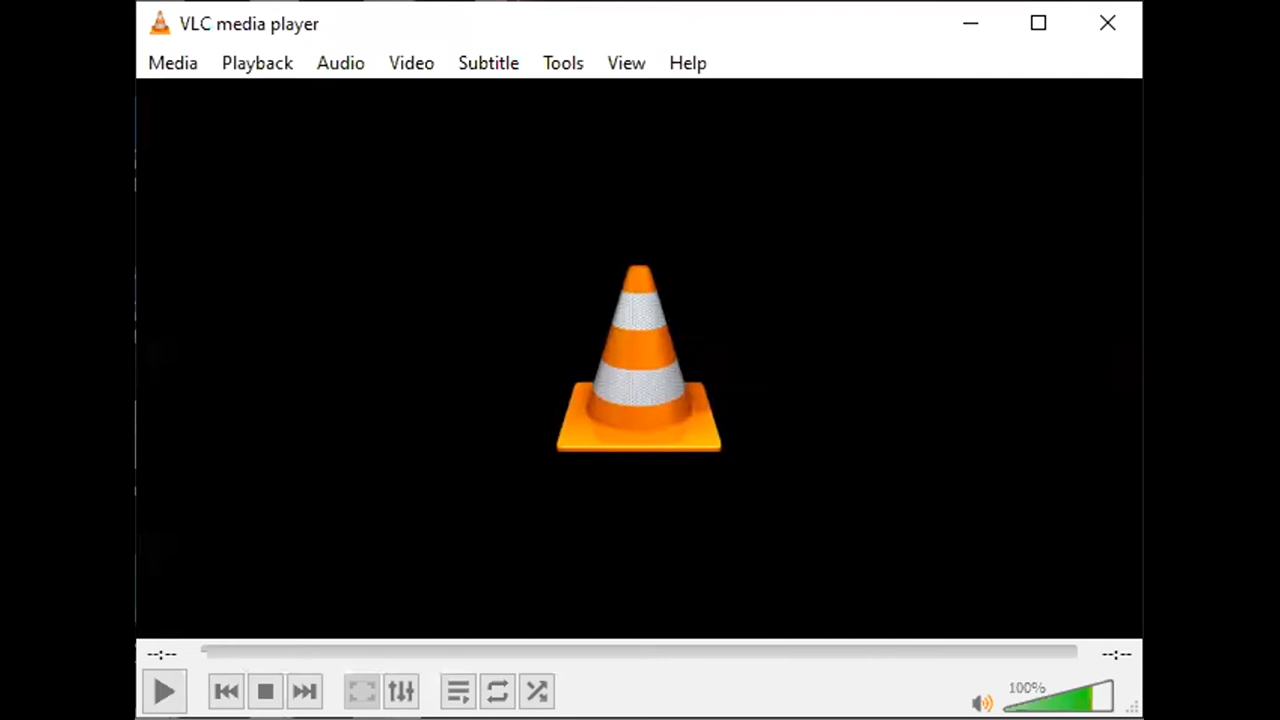 VLC media player
Media Playback Audio Video Subtitle Tools View Help
--:-- --:--
100%